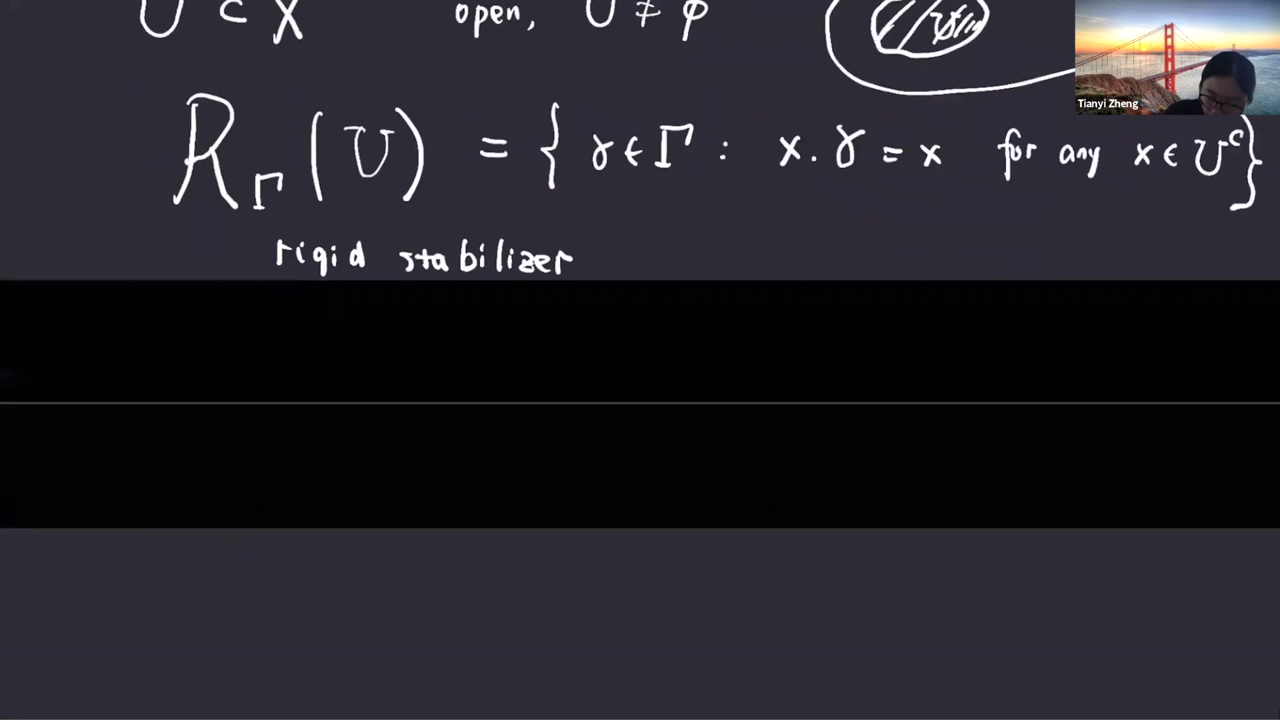 U ⊂ X open, U ≠ φ
Tianyi Zheng
R_Γ(U) = { γ ∈ Γ : x.γ = x for any x ∈ U^c }
rigid stabilizer